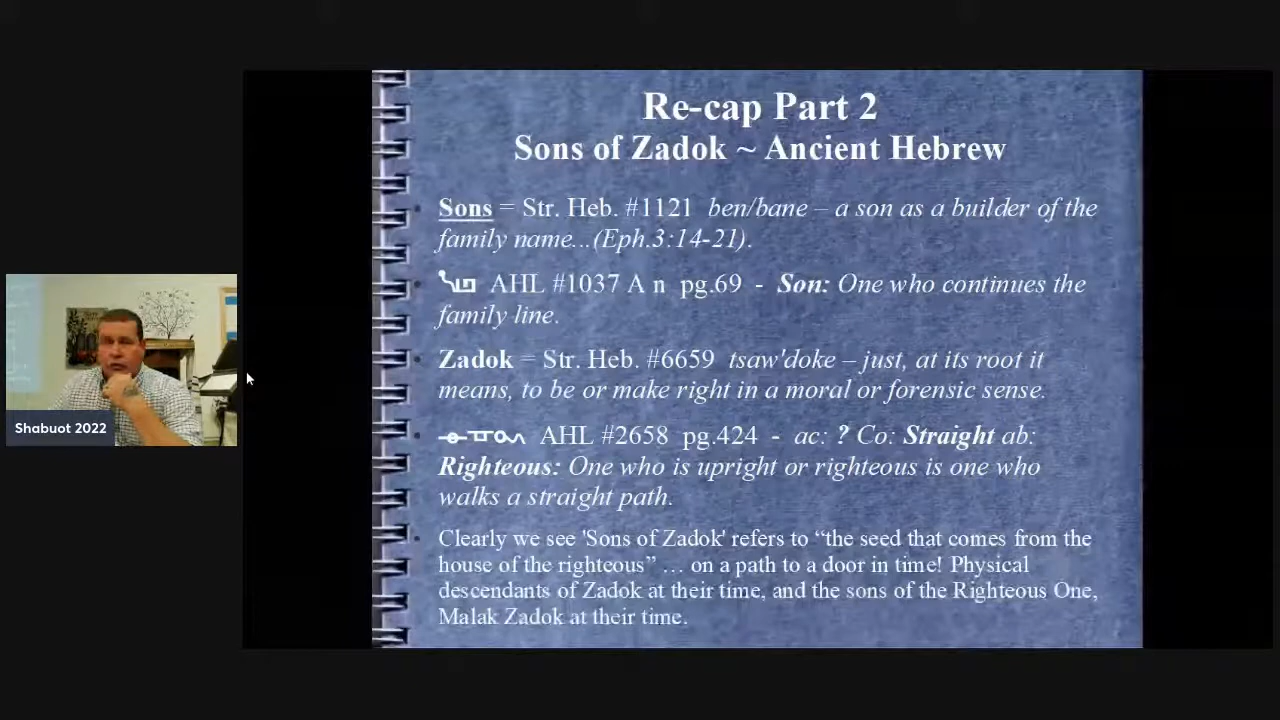 Re-cap Part 2
Sons of Zadok ~ Ancient Hebrew
Sons = Str. Heb. #1121 ben/bane – a son as a builder of the
family name...(Eph.3:14-21).
AHL #1037 A n pg.69 - Son: One who continues the
family line.
Zadok = Str. Heb. #6659 tsaw'doke – just, at its root it
means, to be or make right in a moral or forensic sense.
AHL #2658 pg.424 - ac: ? Co: Straight ab:
Righteous: One who is upright or righteous is one who
walks a straight path.
Clearly we see 'Sons of Zadok' refers to “the seed that comes from the
house of the righteous” … on a path to a door in time! Physical
descendants of Zadok at their time, and the sons of the Righteous One,
Malak Zadok at their time.
Shabuot 2022